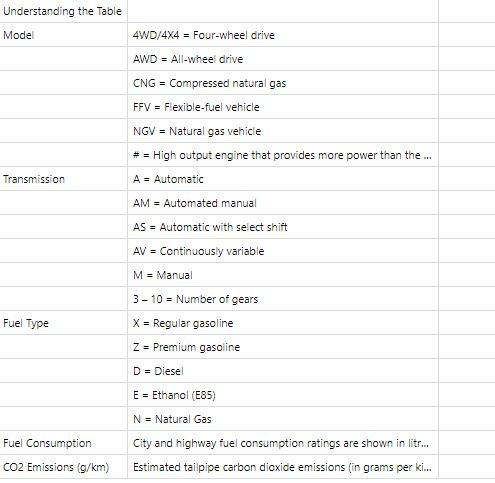 Understanding the Table
Model 4WD/4X4 = Four-wheel drive
AWD = All-wheel drive
CNG = Compressed natural gas
FFV = Flexible-fuel vehicle
NGV = Natural gas vehicle
# = High output engine that provides more power than the ...
Transmission A = Automatic
AM = Automated manual
AS = Automatic with select shift
AV = Continuously variable
M = Manual
3 – 10 = Number of gears
Fuel Type X = Regular gasoline
Z = Premium gasoline
D = Diesel
E = Ethanol (E85)
N = Natural Gas
Fuel Consumption City and highway fuel consumption ratings are shown in litr...
CO2 Emissions (g/km) Estimated tailpipe carbon dioxide emissions (in grams per ki...